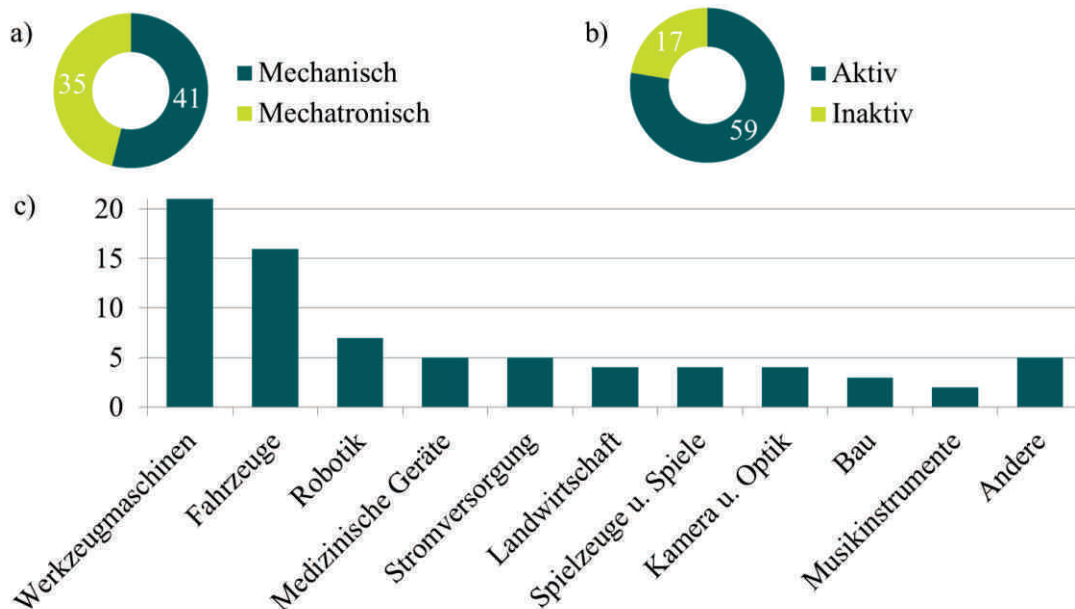 a)
35
41
Mechanisch
Mechatronisch
b)
17
59
Aktiv
Inaktiv
c)
20
15
10
5
0
Werkzeugmaschinen
Fahrzeuge
Robotik
Medizinische Geräte
Stromversorgung
Landwirtschaft
Spielzeuge u. Spiele
Kamera u. Optik
Bau
Musikinstrumente
Andere